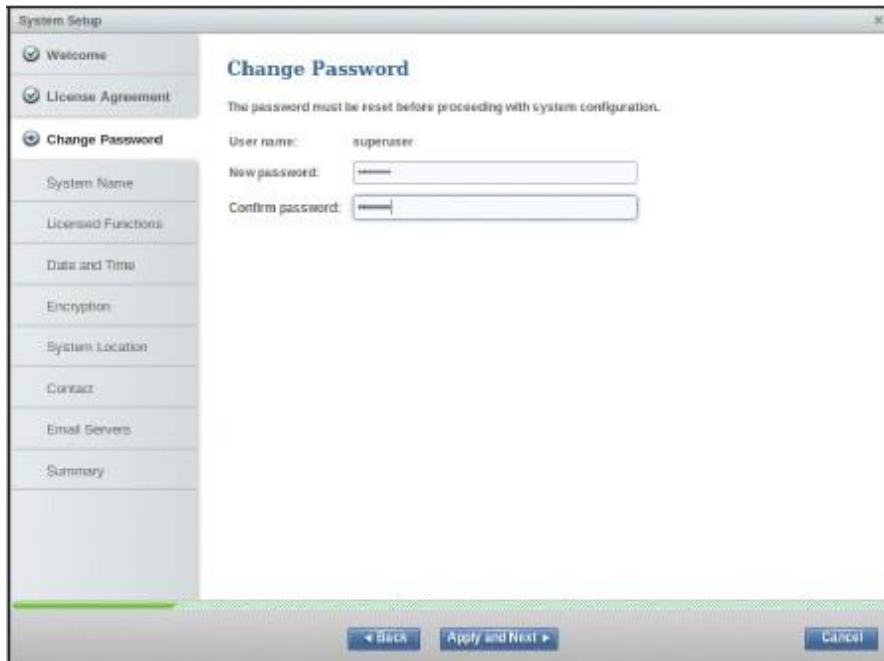 System Setup
Welcome
License Agreement
Change Password
System Name
Licensed Functions
Date and Time
Encryption
System Location
Contact
Email Servers
Summary
Change Password
The password must be reset before proceeding with system configuration.
User name: superuser
New password:
Confirm password:
Back
Apply and Next
Cancel